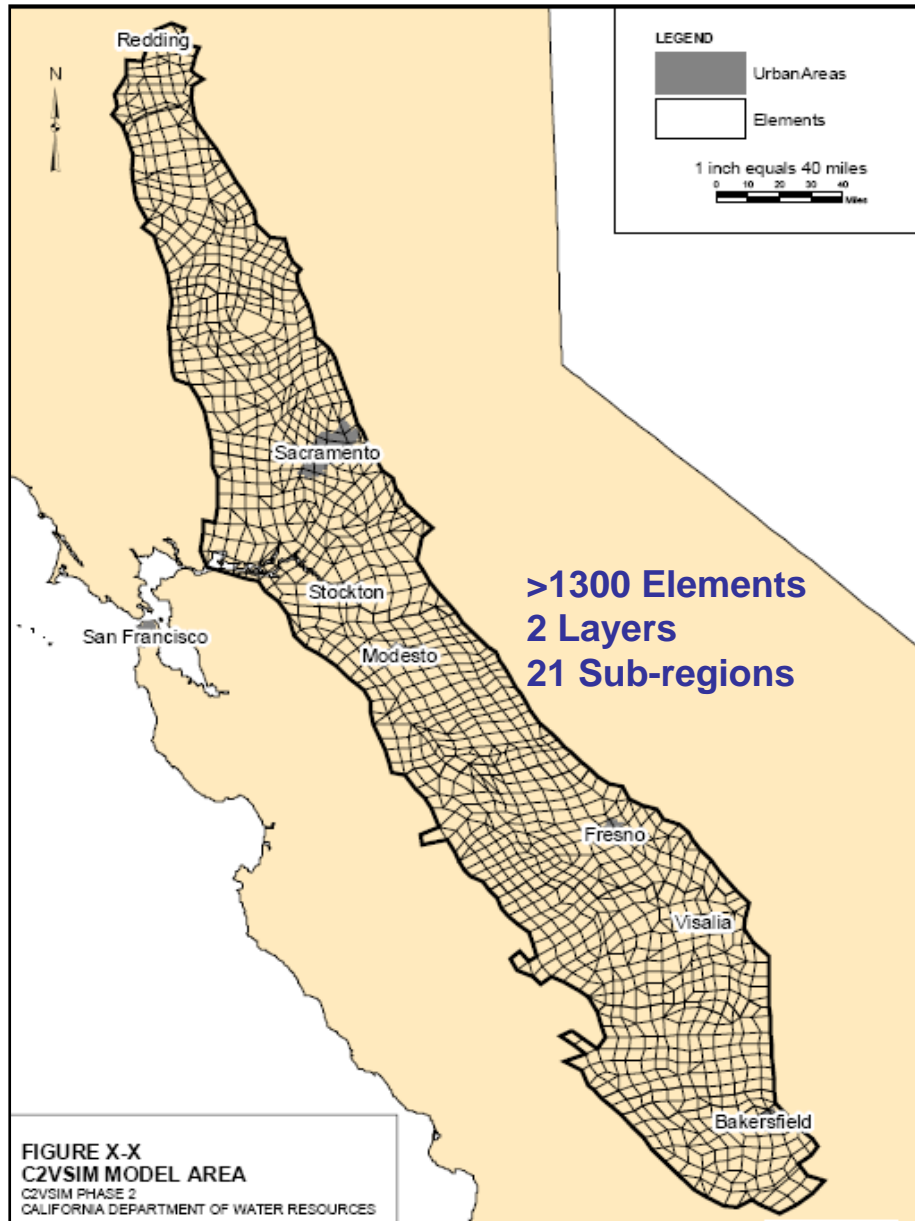 Redding
N
LEGEND
UrbanAreas
Elements
1 inch equals 40 miles
0 10 20 30 40
Miles
Sacramento
Stockton
San Francisco
Modesto
>1300 Elements
2 Layers
21 Sub-regions
Fresno
Visalia
Bakersfield
FIGURE X-X
C2VSIM MODEL AREA
C2VSIM PHASE 2
CALIFORNIA DEPARTMENT OF WATER RESOURCES